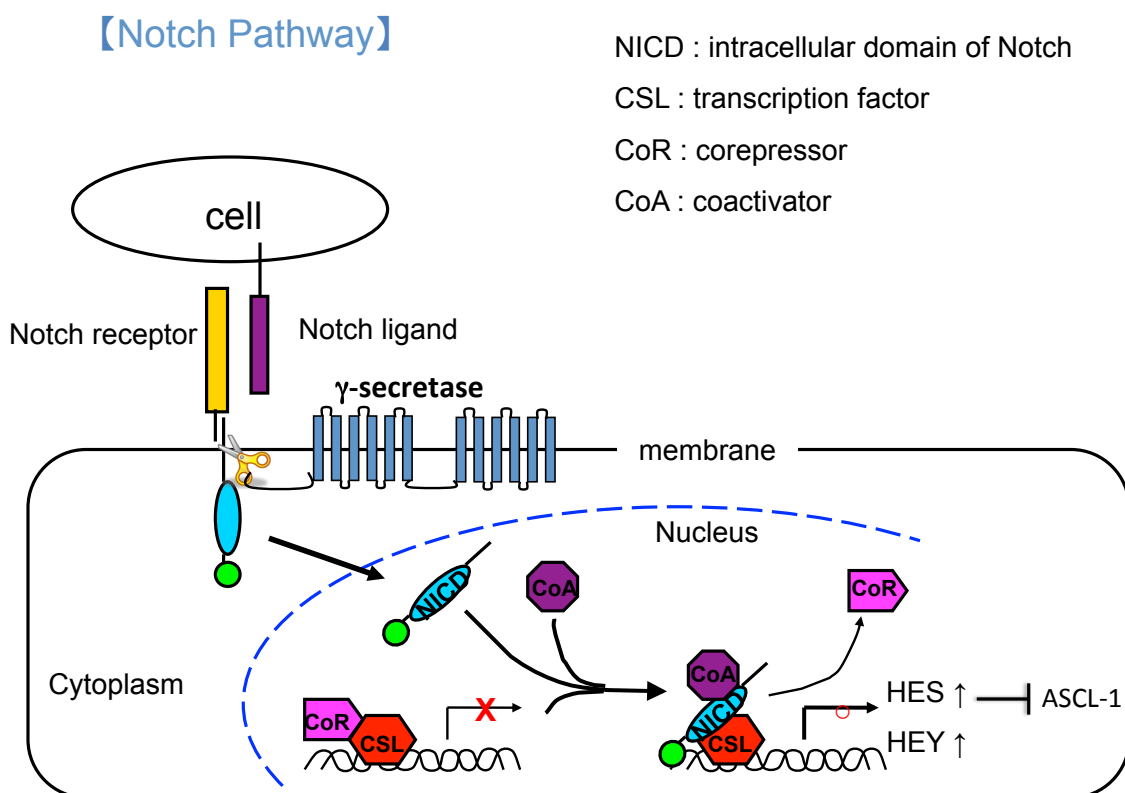 【Notch Pathway】
NICD : intracellular domain of Notch
CSL : transcription factor
CoR : corepressor
CoA : coactivator
cell
Notch receptor
Notch ligand
γ-secretase
membrane
Nucleus
CoA
CoR
NICD
Cytoplasm
CoA
NICD
HES ↑
ASCL-1
CoR
X
CSL
CSL
HEY ↑